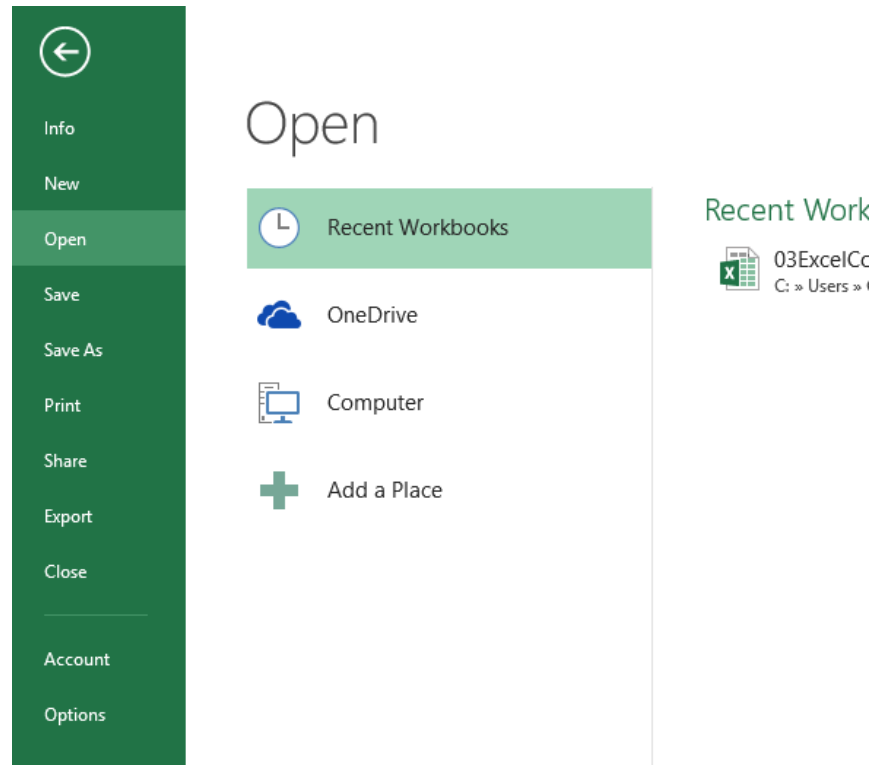 Info
New
Open
Save
Save As
Print
Share
Export
Close
Account
Options
Open
Recent Workbooks
OneDrive
Computer
Add a Place
Recent
03ExcelCo
C: » Users »